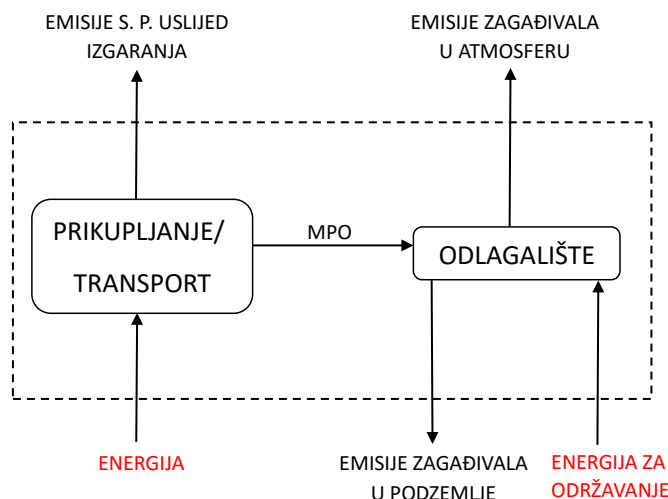 EMISIJE S. P. USLIJED
IZGARANJA
EMISIJE ZAGAĐIVALA
U ATMOSFERU
PRIKUPLJANJE/
TRANSPORT
MPO
ODLAGALIŠTE
ENERGIJA
EMISIJE ZAGAĐIVALA
U PODZEMLJE
ENERGIJA ZA
ODRŽAVANJE